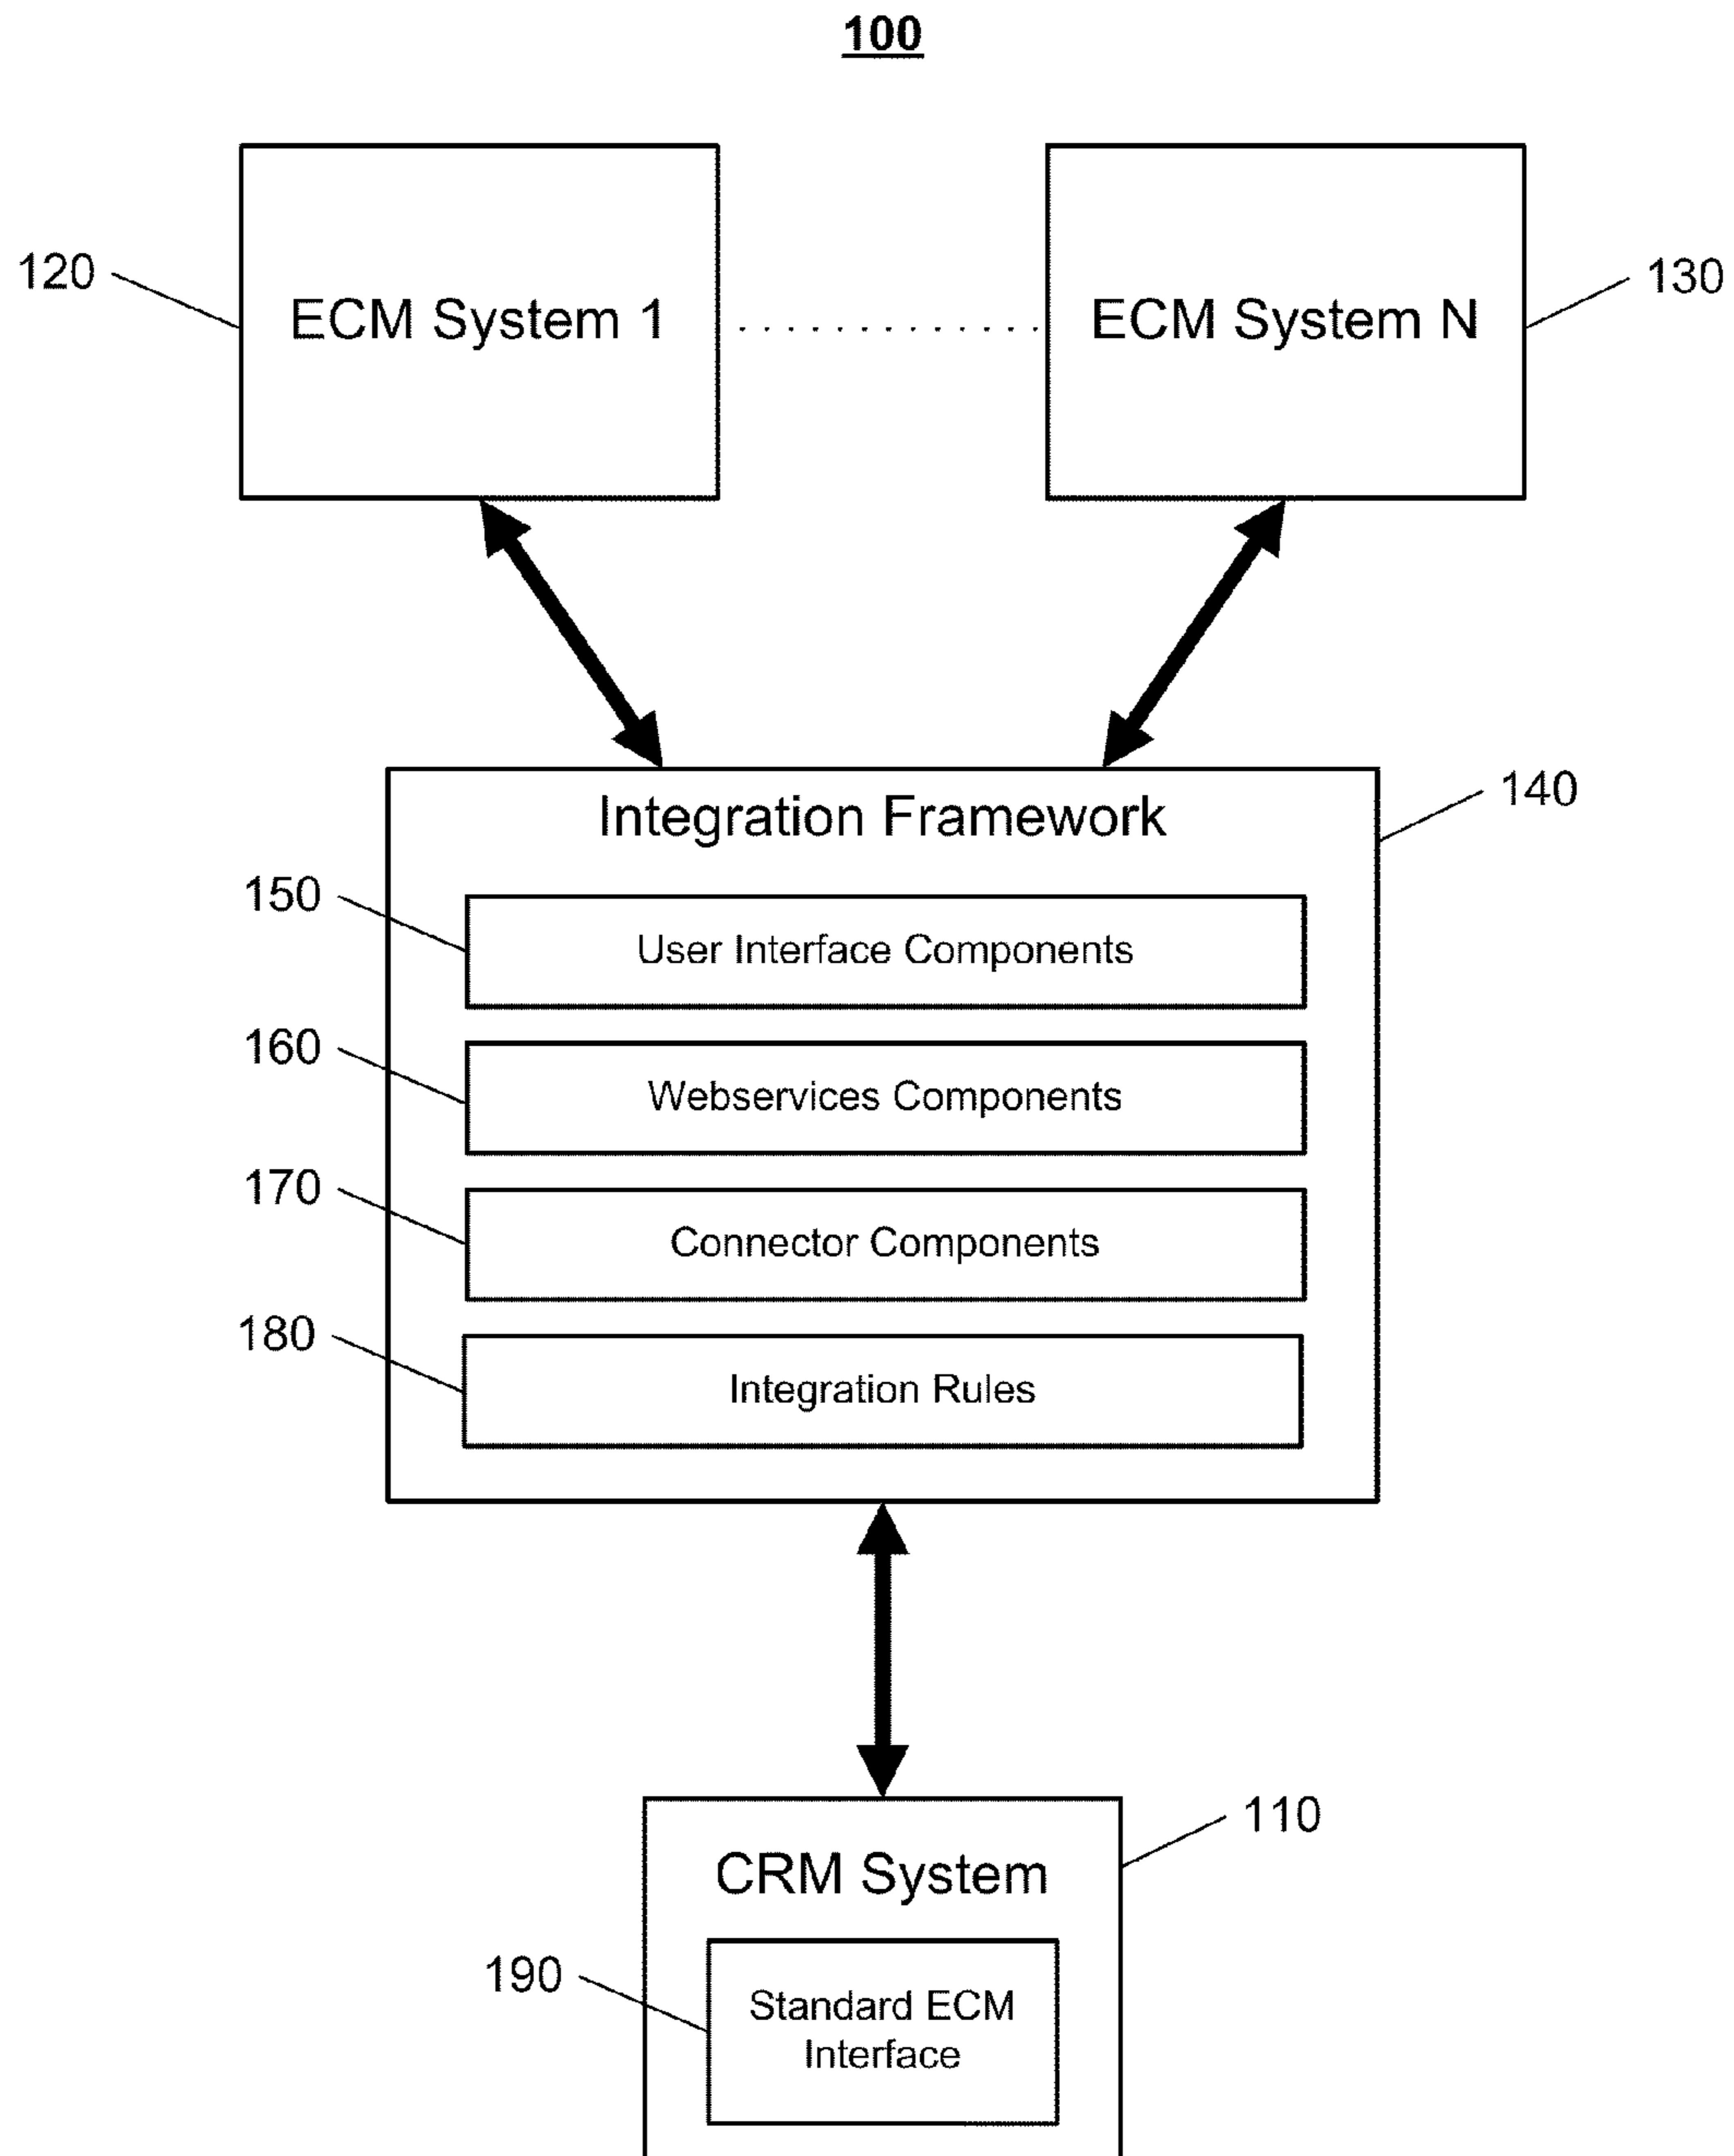 100
120
ECM System 1
ECM System N
130
Integration Framework
140
150
User Interface Components
160
Webservices Components
170
Connector Components
180
Integration Rules
CRM System
110
190
Standard ECM
Interface